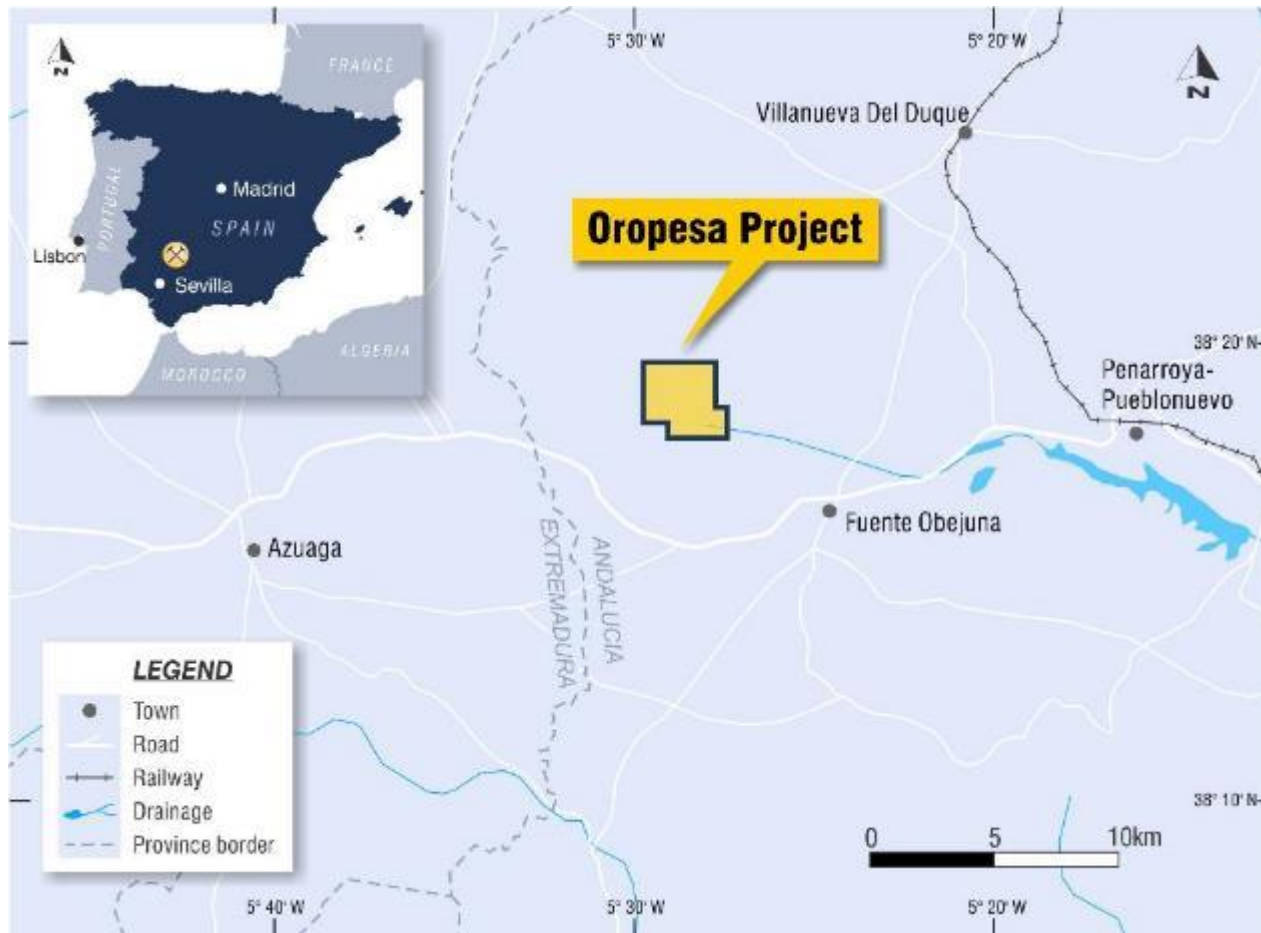 N
FRANCE
PORTUGAL
Madrid
SPAIN
Lisbon
Sevilla
ALGERIA
MOROCCO
5° 30' W
5° 20' W
N
Villanueva Del Duque
Oropesa Project
38° 20' N
Penarroya-
Pueblonuevo
Fuente Obejuna
Azuaga
ANDALUCIA
EXTREMADURA
LEGEND
Town
Road
Railway
Drainage
Province border
38° 10' N
0 5 10km
5° 40' W
5° 30' W
5° 20' W